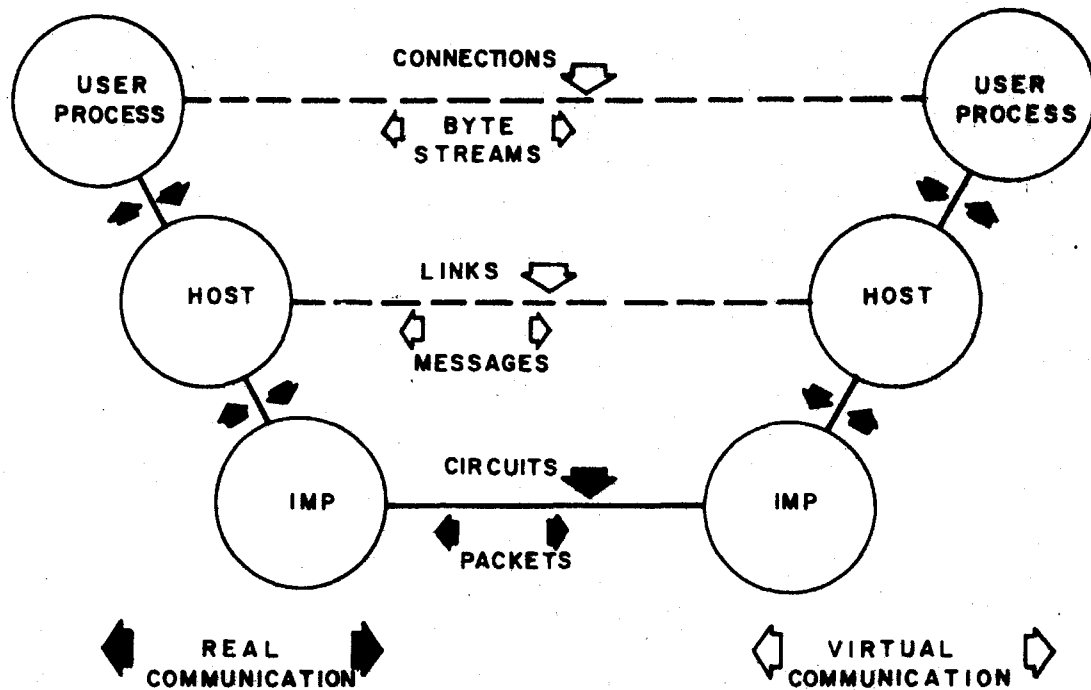 CONNECTIONS
USER
PROCESS
BYTE
STREAMS
USER
PROCESS
LINKS
HOST
MESSAGES
HOST
CIRCUITS
IMP
PACKETS
IMP
REAL
COMMUNICATION
VIRTUAL
COMMUNICATION